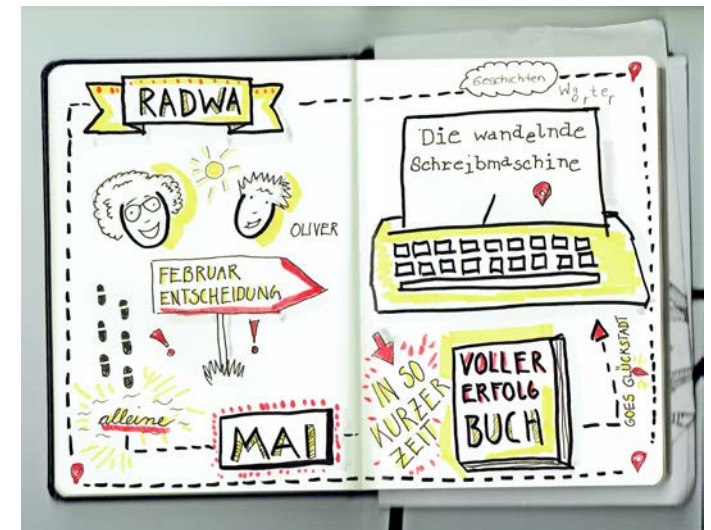 RADWA
OLIVER
FEBRUAR
ENTSCHEIDUNG
alleine
MAI
Geschichten
Wörter
Die wandelnde
Schreibmaschine
IN SO
KURZER
ZEIT
VOLLER
ERFOLG
BUCH
GOES GLÜCKSTADT